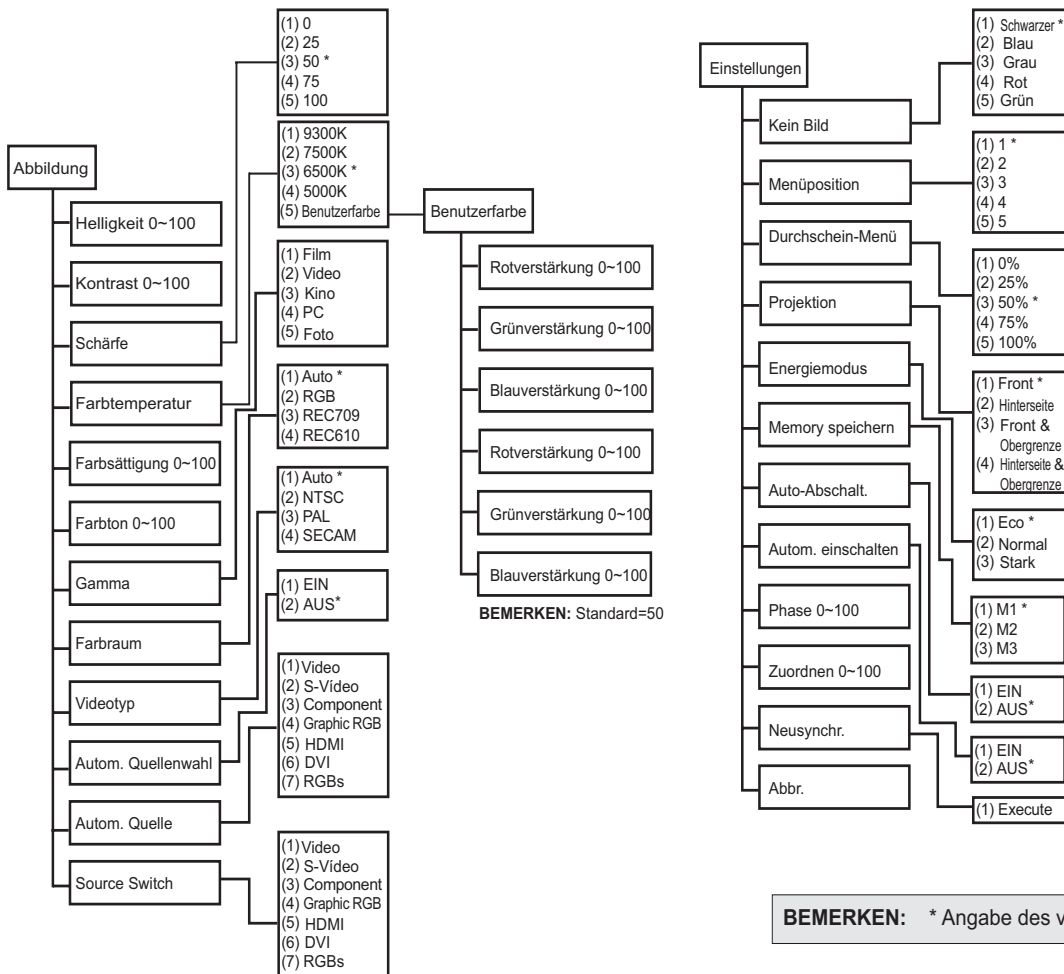 Abbildung
Helligkeit 0~100
Kontrast 0~100
Schärfe
Farbtemperatur
Farbsättigung 0~100
Farbton 0~100
Gamma
Farbraum
Videotyp
Autom. Quellenwahl
Autom. Quelle
Source Switch
(1) 0
(2) 25
(3) 50 *
(4) 75
(5) 100
(1) 9300K
(2) 7500K
(3) 6500K *
(4) 5000K
(5) Benutzerfarbe
(1) Film
(2) Video
(3) Kino
(4) PC
(5) Foto
(1) Auto *
(2) RGB
(3) REC709
(4) REC610
(1) Auto *
(2) NTSC
(3) PAL
(4) SECAM
(1) EIN
(2) AUS*
(1) Video
(2) S-Vídeo
(3) Component
(4) Graphic RGB
(5) HDMI
(6) DVI
(7) RGBs
(1) Video
(2) S-Vídeo
(3) Component
(4) Graphic RGB
(5) HDMI
(6) DVI
(7) RGBs
Benutzerfarbe
Rotverstärkung 0~100
Grünverstärkung 0~100
Blauverstärkung 0~100
Rotverstärkung 0~100
Grünverstärkung 0~100
Blauverstärkung 0~100
BEMERKEN: Standard=50
Einstellungen
Kein Bild
Menüposition
Durchschein-Menü
Projektion
Energiemodus
Memory speichern
Auto-Abschalt.
Autom. einschalten
Phase 0~100
Zuordnen 0~100
Neusynchr.
Abbr.
(1) Schwarzer *
(2) Blau
(3) Grau
(4) Rot
(5) Grün
(1) 1 *
(2) 2
(3) 3
(4) 4
(5) 5
(1) 0%
(2) 25%
(3) 50% *
(4) 75%
(5) 100%
(1) Front *
(2) Hinterseite
(3) Front &
Obergrenze
(4) Hinterseite &
Obergrenze
(1) Eco *
(2) Normal
(3) Stark
(1) M1 *
(2) M2
(3) M3
(1) EIN
(2) AUS*
(1) EIN
(2) AUS*
(1) Execute
BEMERKEN: * Angabe des